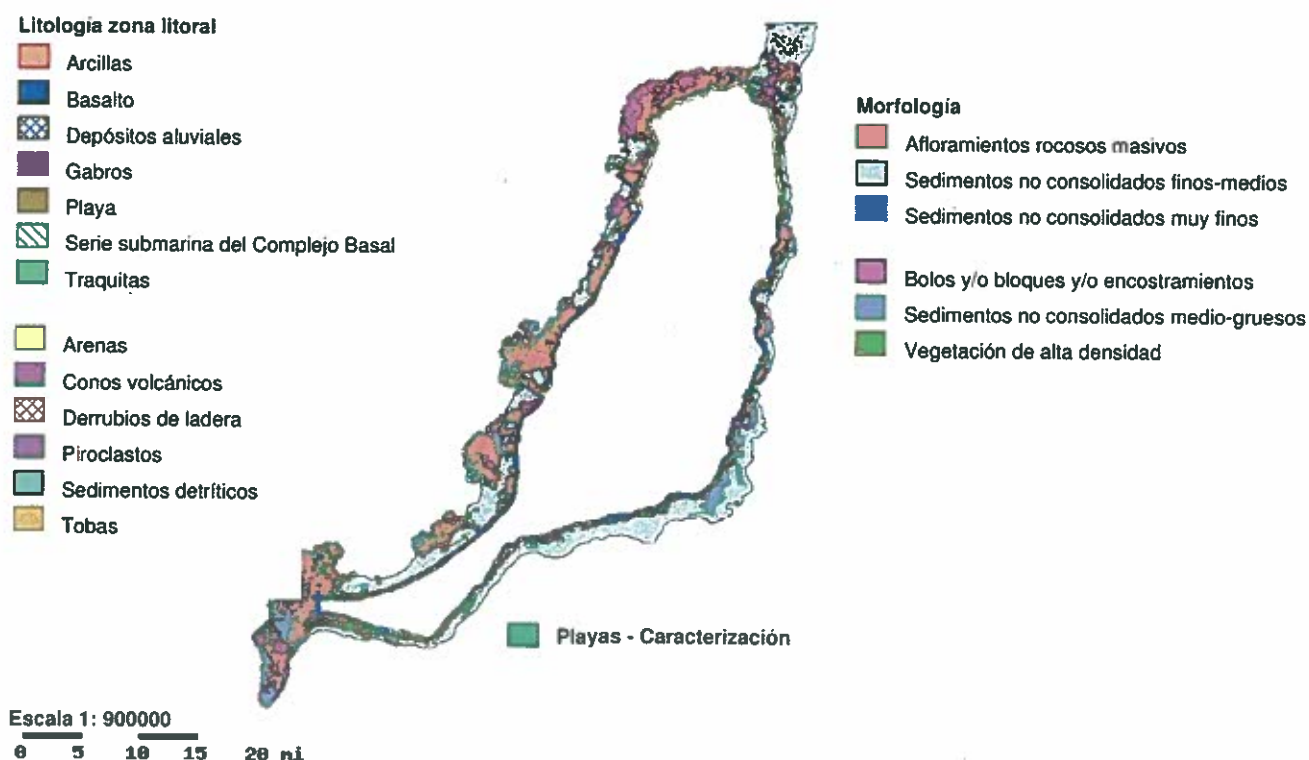 Litología zona litoral
Arcillas
Basalto
Depósitos aluviales
Gabros
Playa
Serie submarina del Complejo Basal
Traquitas
Arenas
Conos volcánicos
Derrubios de ladera
Piroclastos
Sedimentos detríticos
Tobas
Morfología
Afloramientos rocosos masivos
Sedimentos no consolidados finos-medios
Sedimentos no consolidados muy finos
Bolos y/o bloques y/o encostramientos
Sedimentos no consolidados medio-gruesos
Vegetación de alta densidad
Playas - Caracterización
Escala 1: 900000
0 5 10 15 20 mi